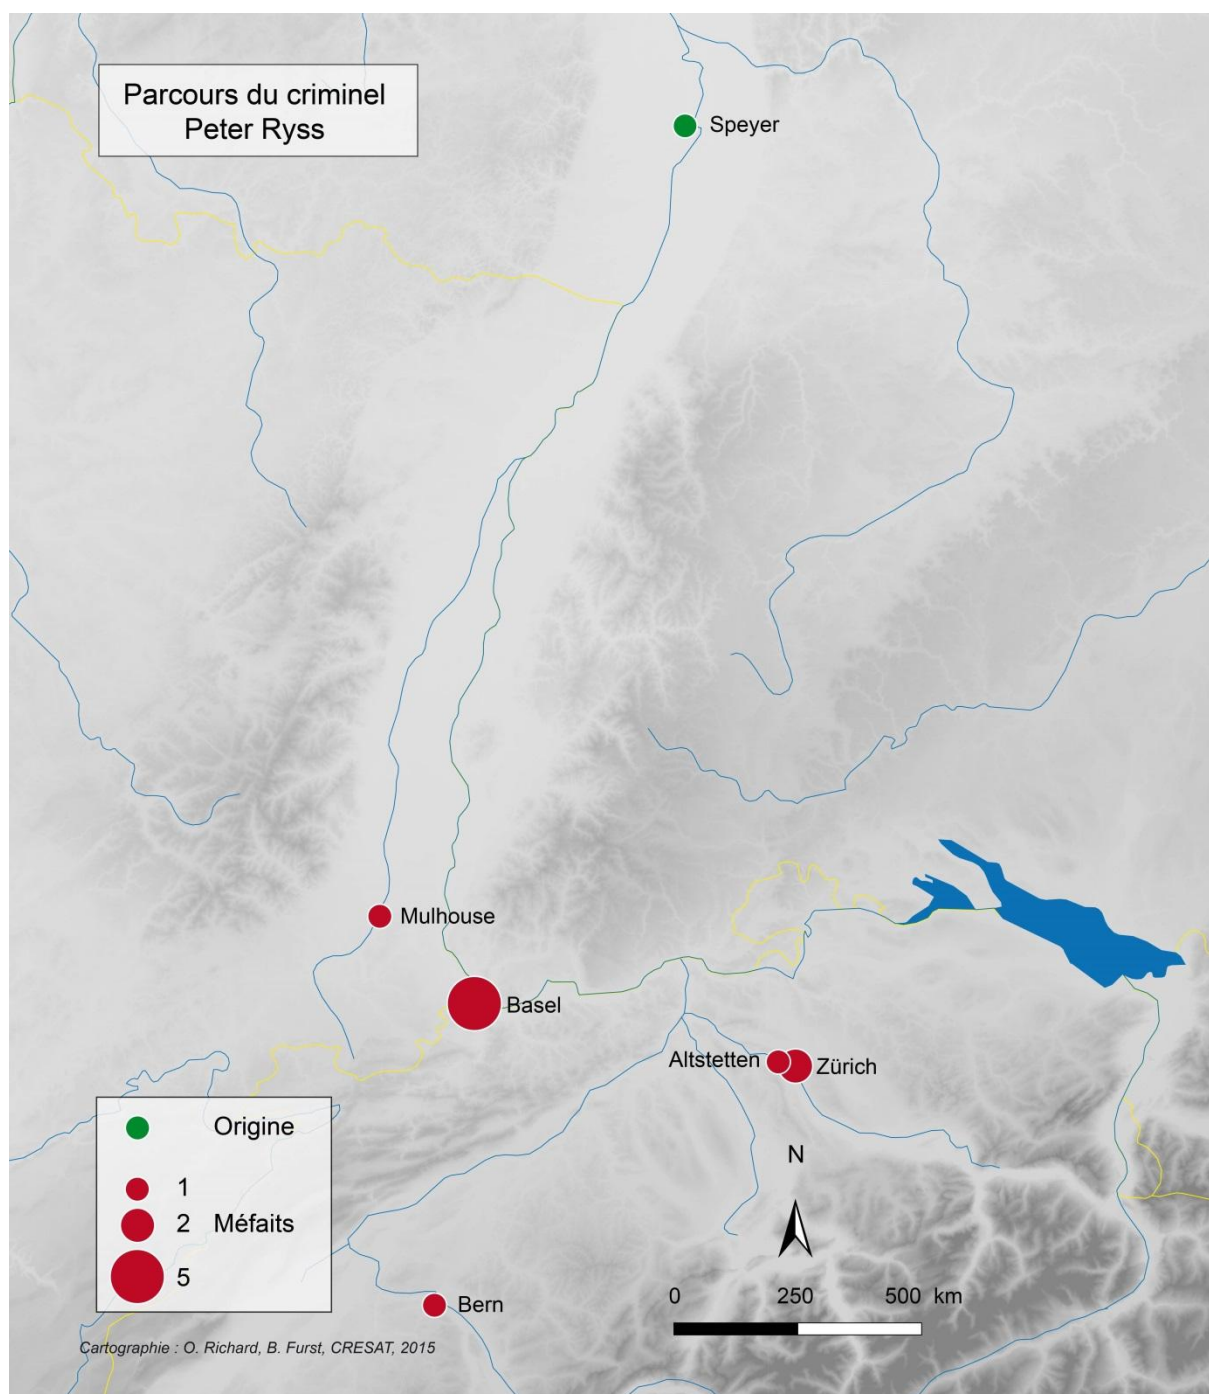 Parcours du criminel
Peter Ryss
Speyer
Mulhouse
Basel
Altstetten
Zürich
Origine
1
2 Méfaits
5
N
0 250 500 km
Bern
Cartographie : O. Richard, B. Furst, CRESAT, 2015